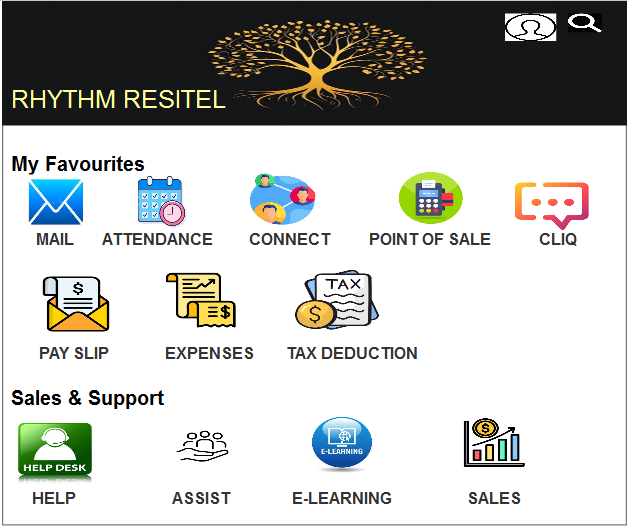 RHYTHM RESITEL
My Favourites
MAIL ATTENDANCE CONNECT POINT OF SALE CLIQ
$ $ TAX $
PAY SLIP EXPENSES TAX DEDUCTION
Sales & Support
HELP DESK E-LEARNING $
HELP ASSIST E-LEARNING SALES